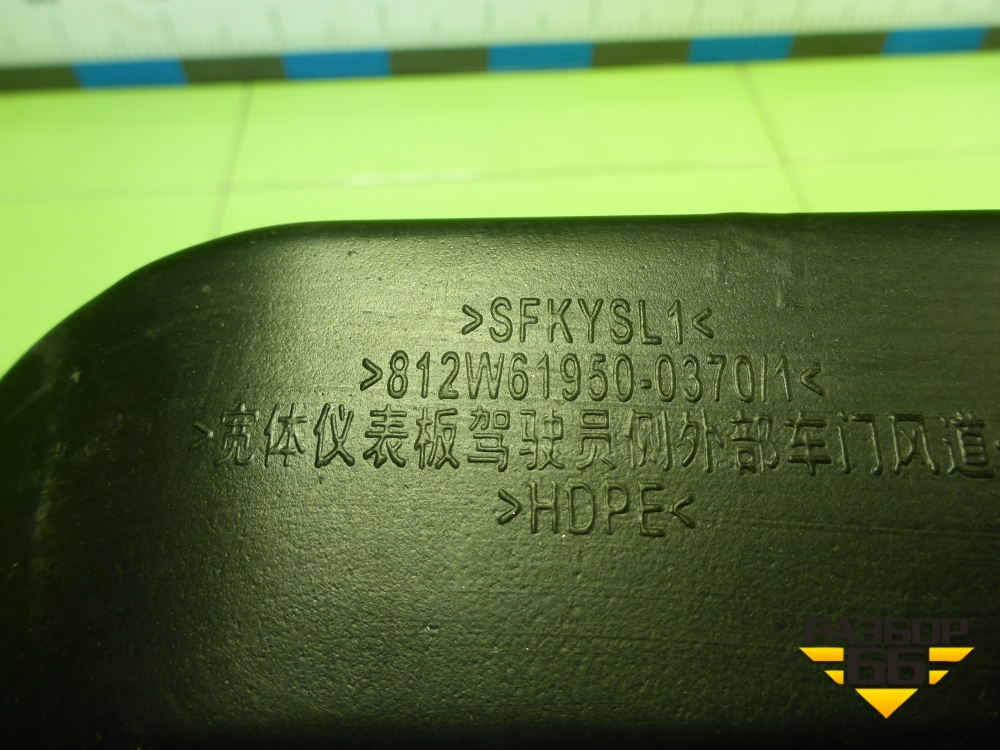 >SFKYSL1<
>812W61950-0370/1<
>宽体仪表板驾驶员侧外部车门风道<
>HDPE<
РАЗБОР
66